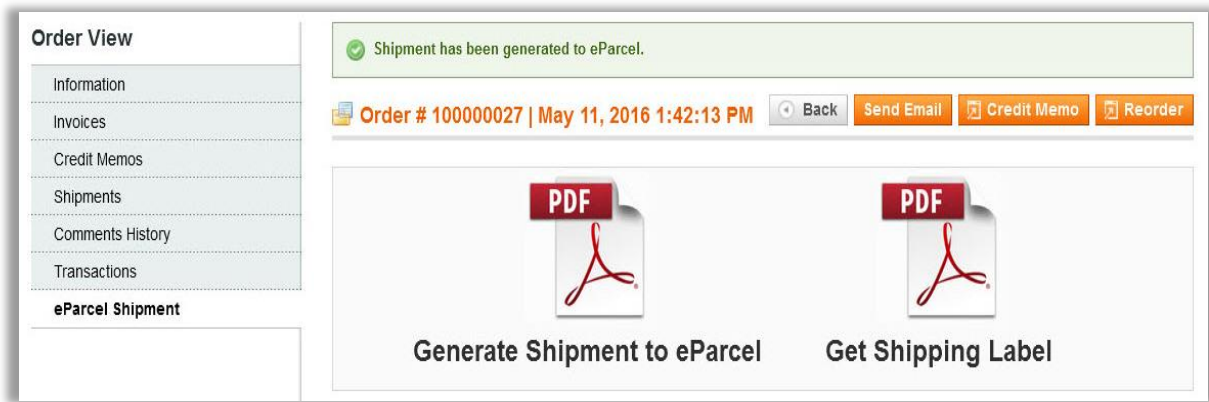 Order View
Information
Invoices
Credit Memos
Shipments
Comments History
Transactions
eParcel Shipment
Shipment has been generated to eParcel.
Order # 100000027 | May 11, 2016 1:42:13 PM Back Send Email Credit Memo Reorder
PDF PDF
Generate Shipment to eParcel Get Shipping Label